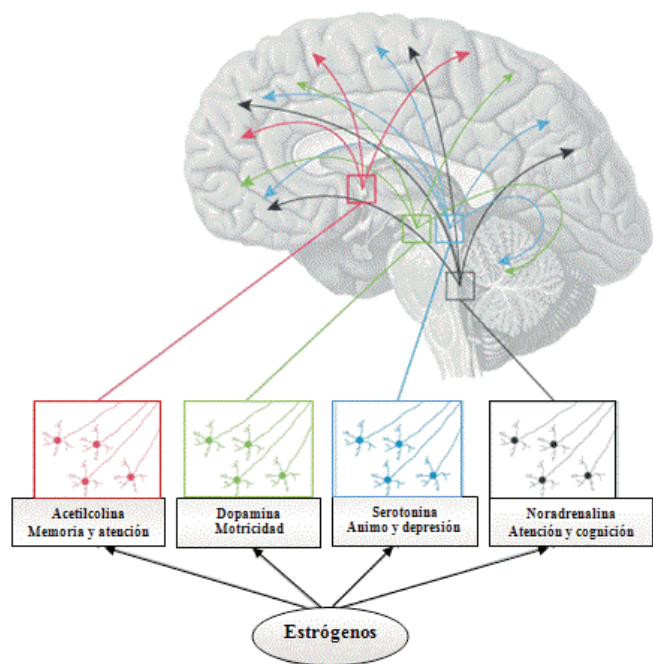 Acetilcolina
Memoria y atención
Dopamina
Motricidad
Serotonina
Animo y depresión
Noradrenalina
Atención y cognición
Estrógenos